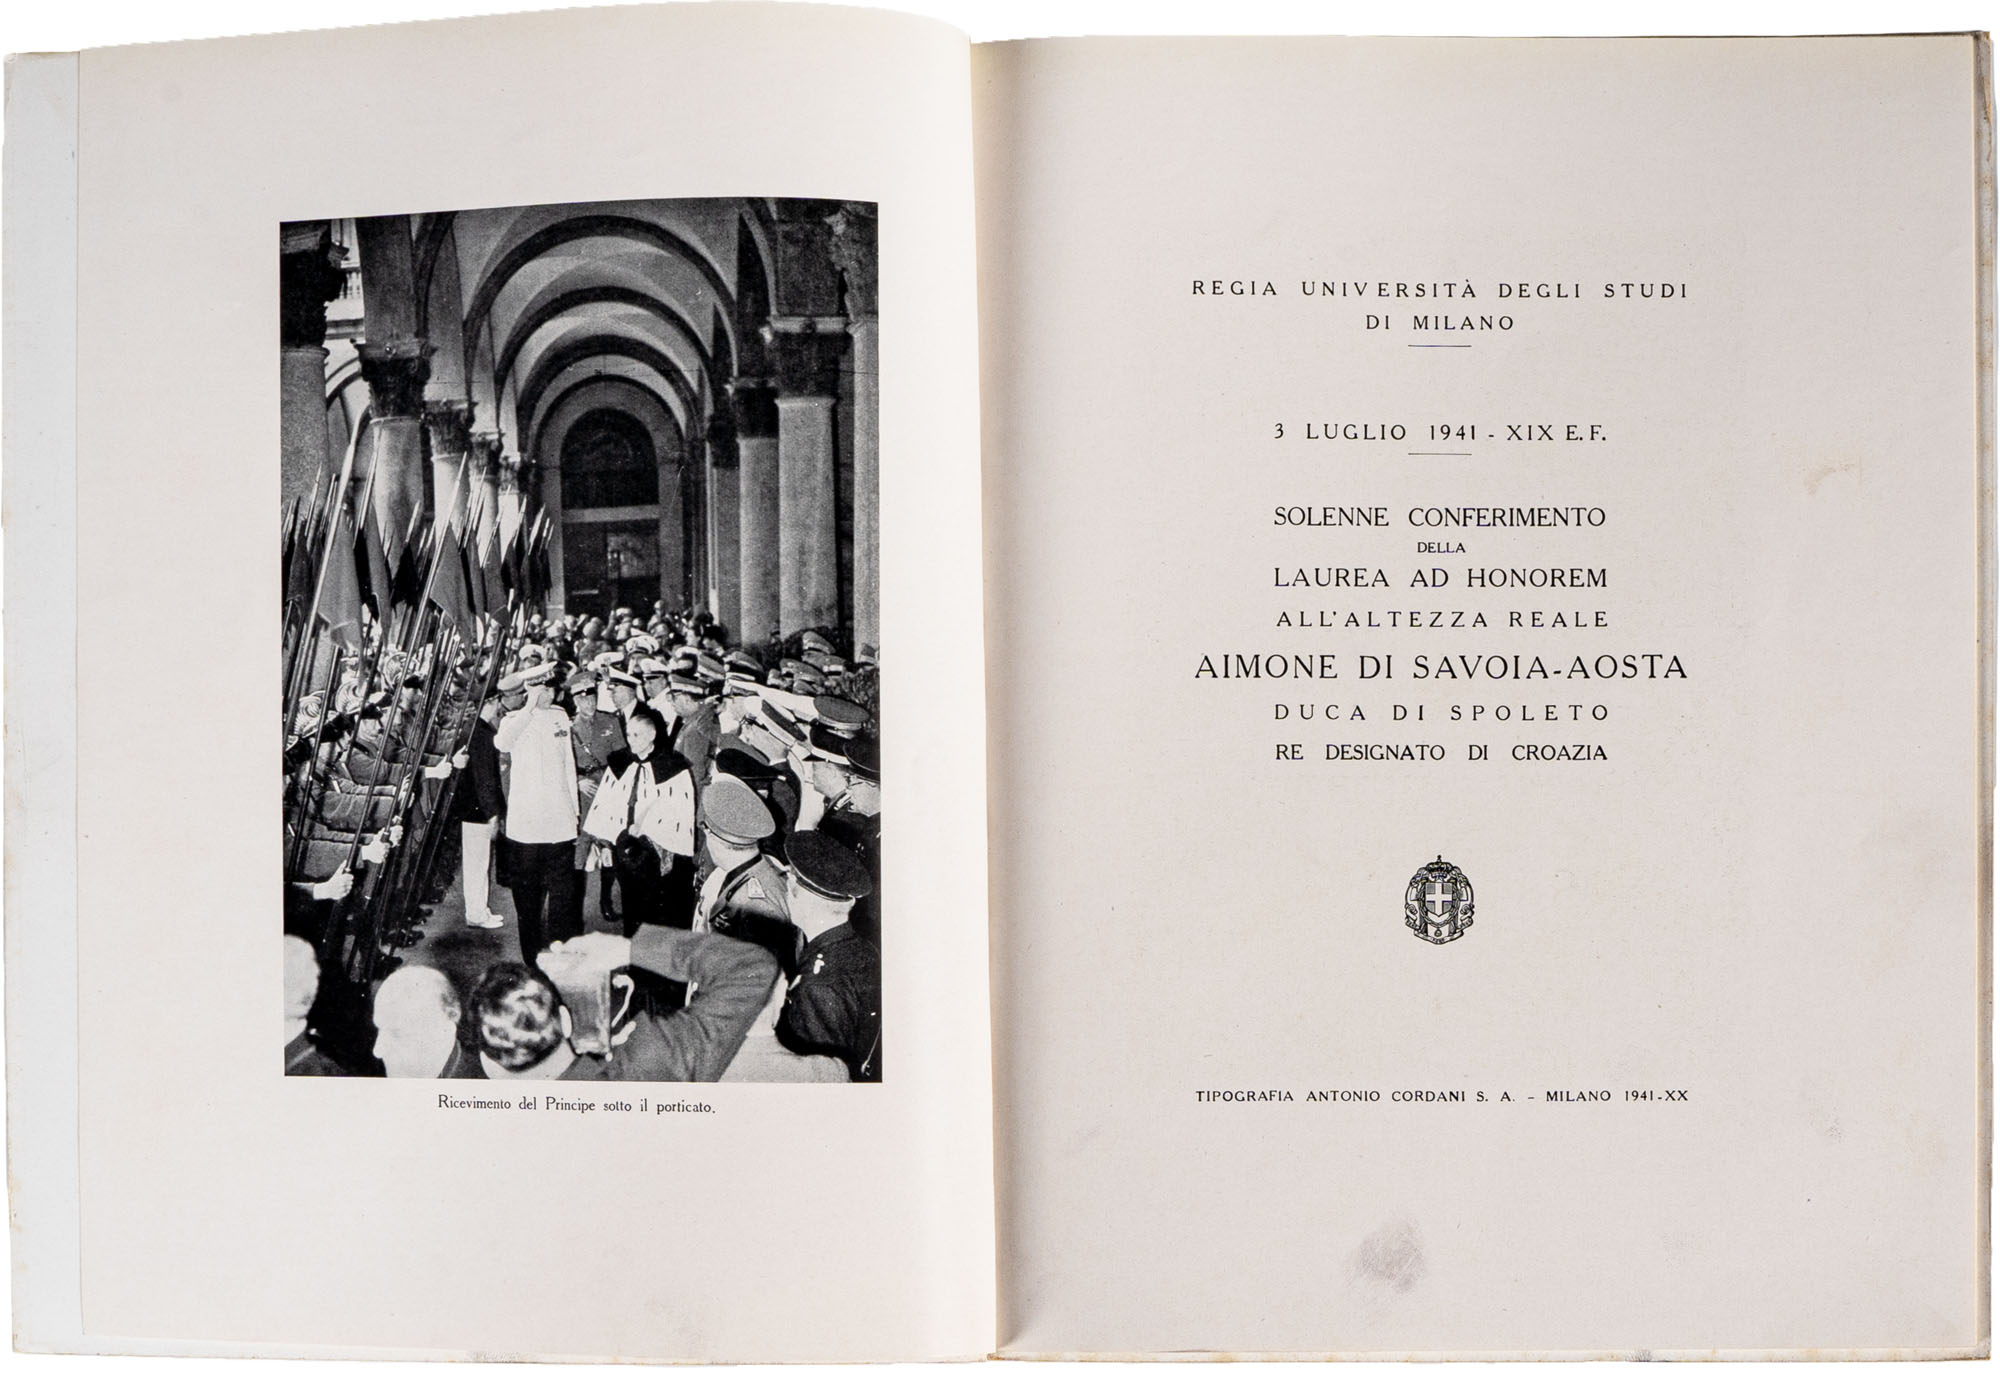 Ricevimento del Principe sotto il porticato.
REGIA UNIVERSITÀ DEGLI STUDI
DI MILANO
3 LUGLIO 1941 - XIX E. F.
SOLENNE CONFERIMENTO
DELLA
LAUREA AD HONOREM
ALL'ALTEZZA REALE
AIMONE DI SAVOIA-AOSTA
DUCA DI SPOLETO
RE DESIGNATO DI CROAZIA
TIPOGRAFIA ANTONIO CORDANI S. A. - MILANO 1941-XX